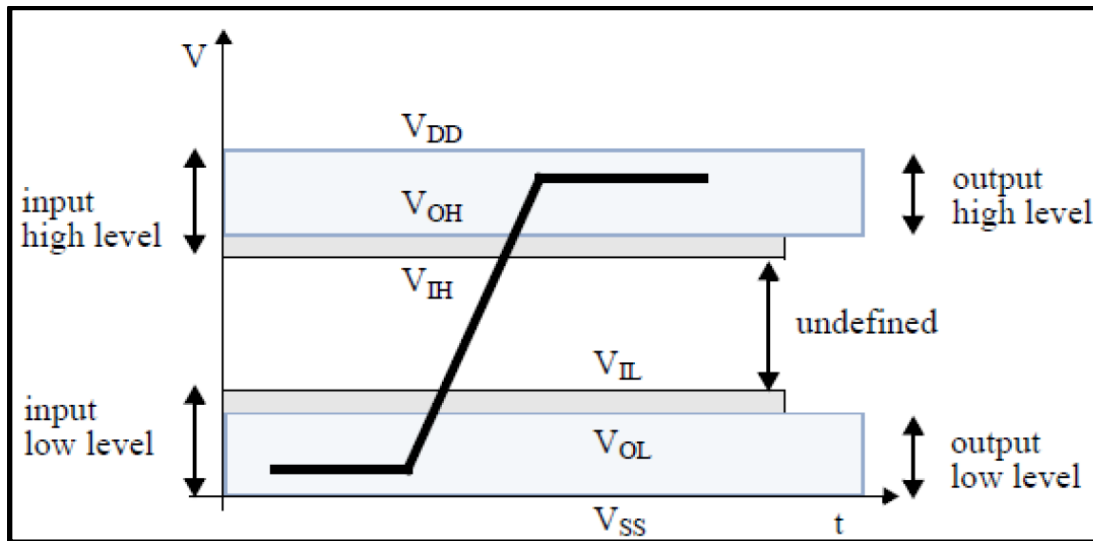 V
V_DD
input
high level
V_OH
output
high level
V_IH
undefined
V_IL
input
low level
V_OL
output
low level
V_SS
t